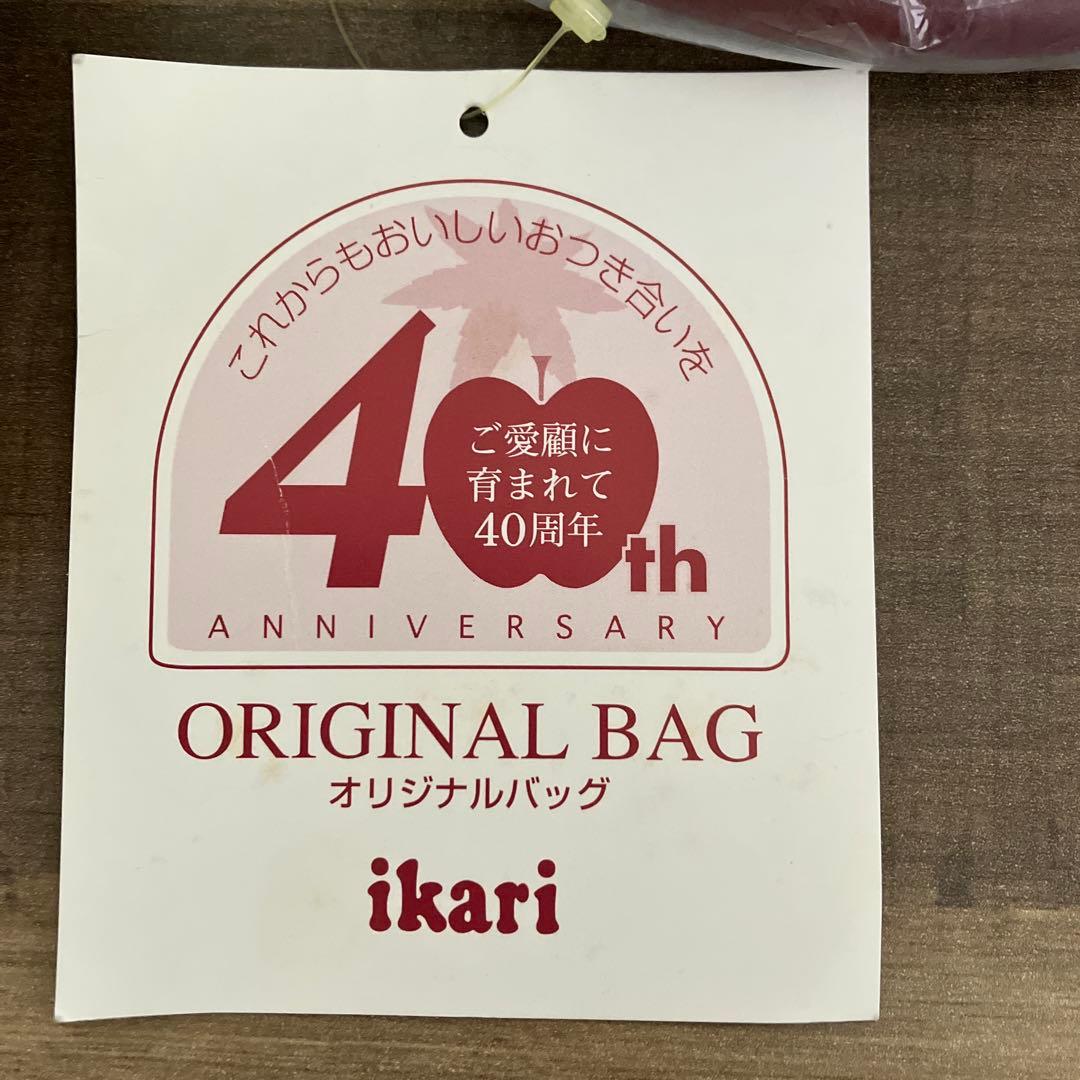 これからもおいしいおつき合いを
40th
ご愛顧に
育まれて
40周年
ANNIVERSARY
ORIGINAL BAG
オリジナルバッグ
ikari